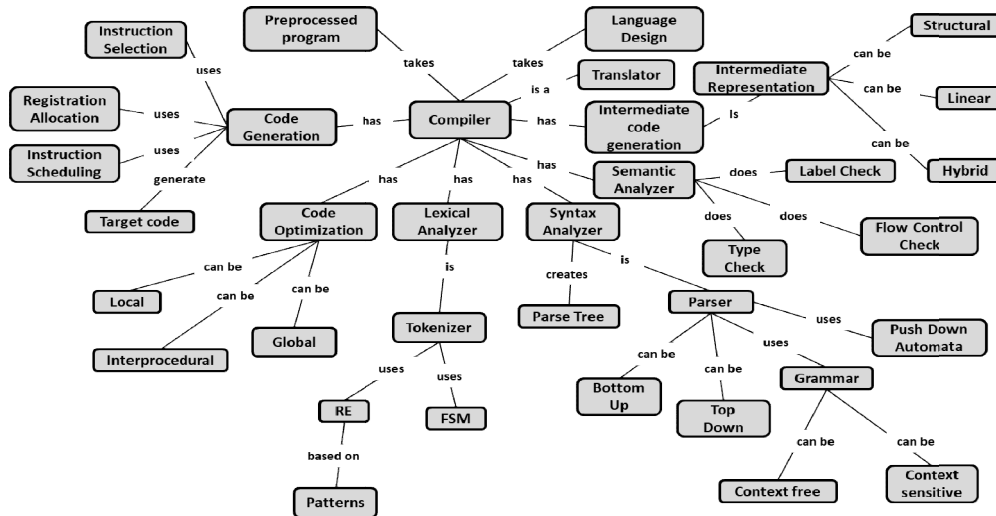 Preprocessed
program
Language
Design
Instruction
Selection
Structural
takes
takes
can be
uses
Translator
Intermediate
Representation
is a
can be
Linear
Registration
Allocation
uses
Code
Generation
has
Compiler
has
Intermediate
code
generation
Is
can be
Instruction
Scheduling
uses
has
Semantic
Analyzer
does
Label Check
Hybrid
generate
has
has
has
Target code
Code
Optimization
Lexical
Analyzer
Syntax
Analyzer
does
does
Type
Check
Flow Control
Check
can be
is
is
creates
Local
can be
can be
Parser
Parse Tree
Interprocedural
Global
Tokenizer
uses
Push Down
Automata
can be
uses
can be
uses
uses
Bottom
Up
Grammar
RE
FSM
Top
Down
based on
can be
can be
Patterns
Context free
Context
sensitive